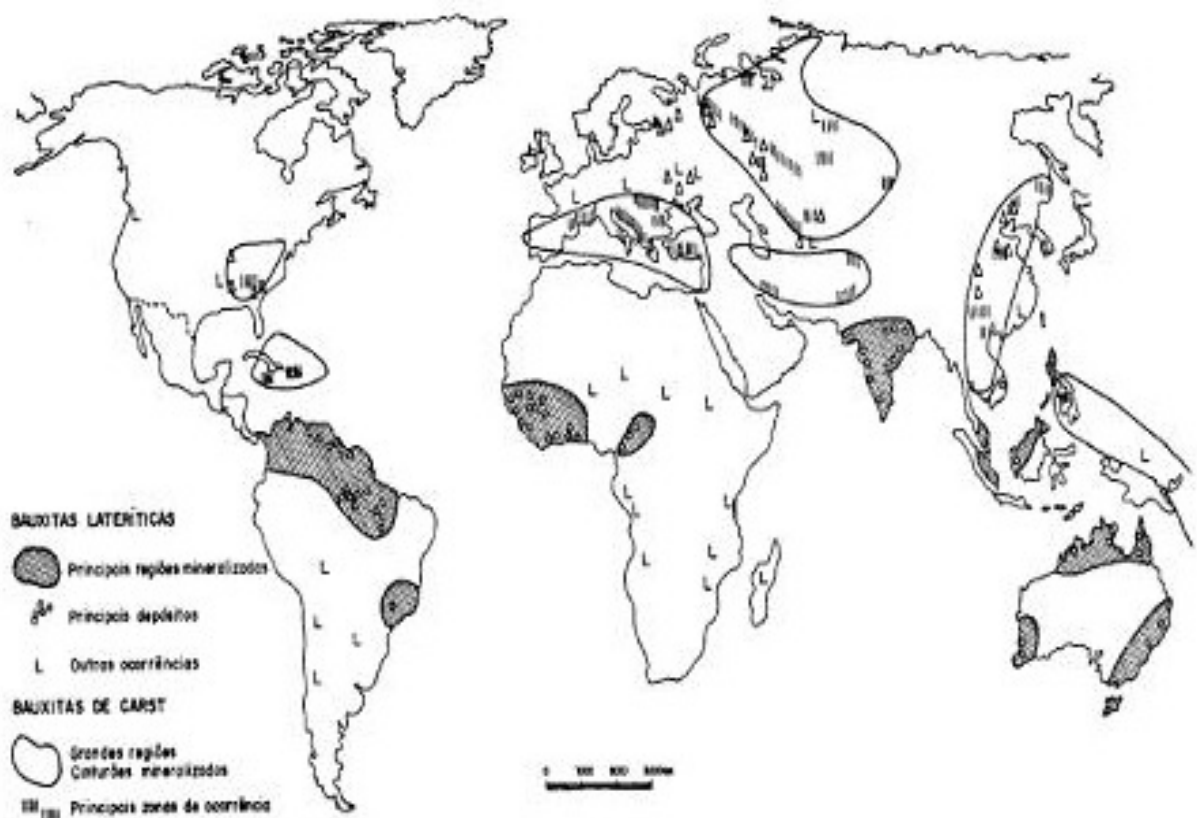 BAUXITAS LATERÍTICAS
Principais regiões mineralizadas
Principais depósitos
L Outras ocorrências
BAUXITAS DE CARST
Grandes regiões
Cinturões mineralizados
Principais zonas de ocorrência
0